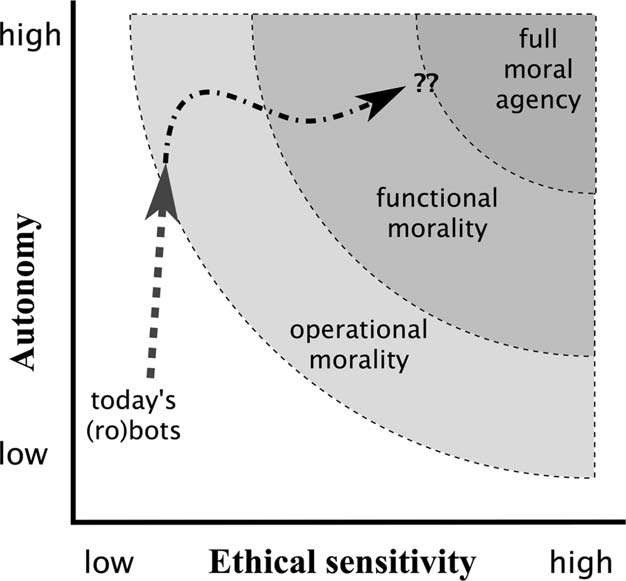 high
full
moral
agency
??
functional
morality
Autonomy
operational
morality
today's
(ro)bots
low
low
Ethical sensitivity
high